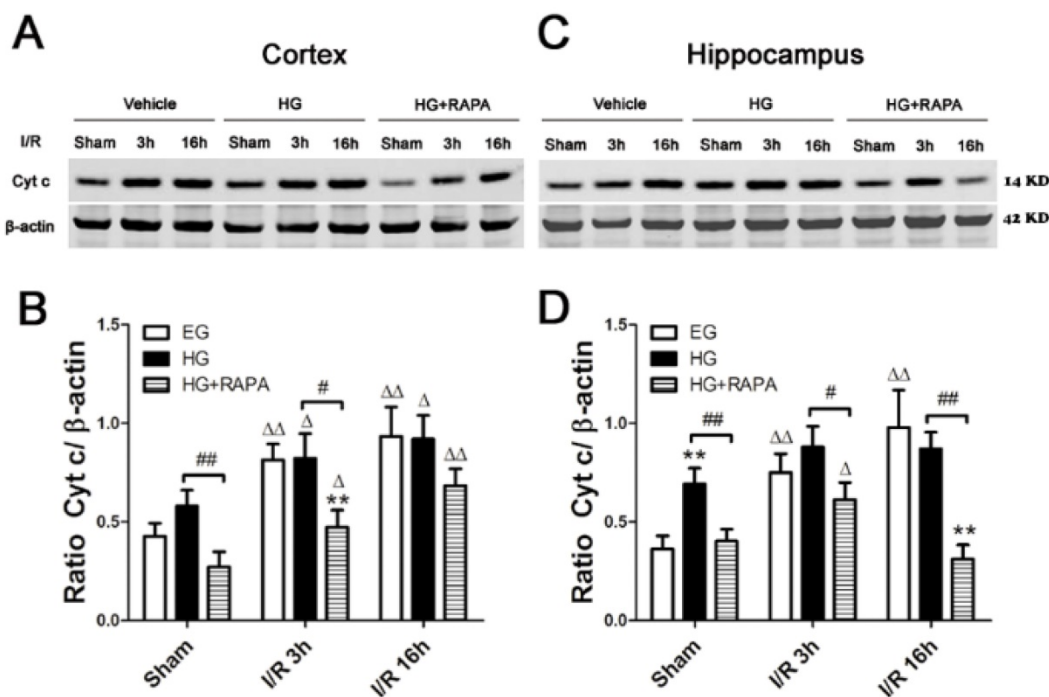 A
Cortex
Vehicle HG HG+RAPA
I/R Sham 3h 16h Sham 3h 16h Sham 3h 16h
Cyt c
β-actin
C
Hippocampus
Vehicle HG HG+RAPA
Sham 3h 16h Sham 3h 16h Sham 3h 16h
14 KD
42 KD
B
Ratio Cyt c/ β-actin
1.5
1.0
0.5
0.0
EG
HG
HG+RAPA
##
ΔΔ Δ # Δ **
ΔΔ Δ ΔΔ
Sham I/R 3h I/R 16h
D
Ratio Cyt c/ β-actin
1.5
1.0
0.5
0.0
EG
HG
HG+RAPA
** ##
ΔΔ # Δ
ΔΔ ## **
Sham I/R 3h I/R 16h